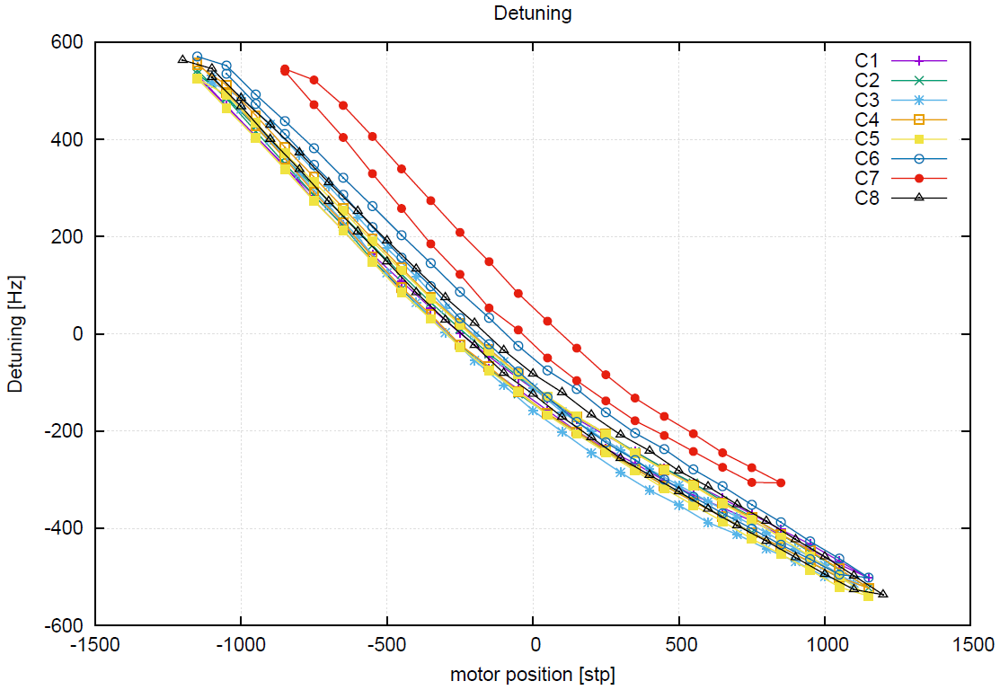 Detuning
600
400
200
0
-200
-400
-600
Detuning [Hz]
-1500 -1000 -500 0 500 1000 1500
motor position [stp]
C1
C2
C3
C4
C5
C6
C7
C8